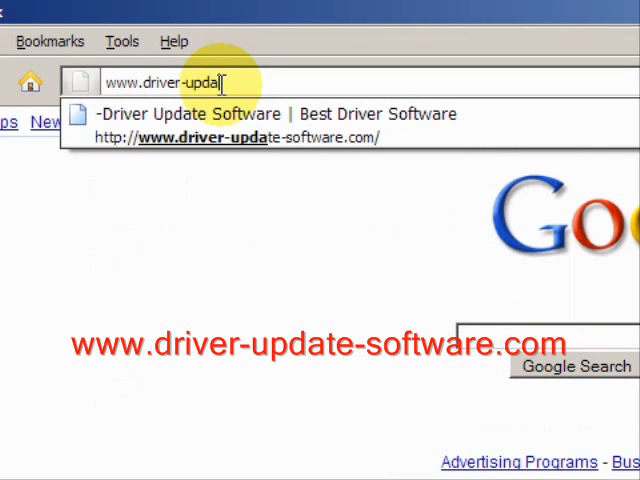 Bookmarks Tools Help
www.driver-upda
-Driver Update Software | Best Driver Software
http://www.driver-update-software.com/
ps New
Goo
www.driver-update-software.com
Google Search
Advertising Programs - Bus